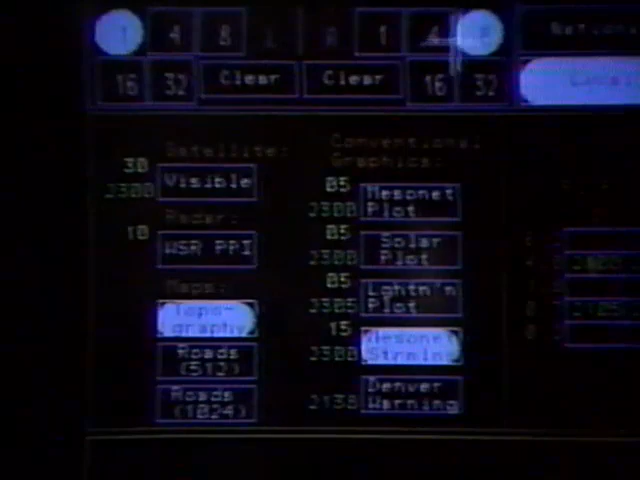 1 4 8 1 4
16 32 Clear Clear 16 32
Satellite:
30
2300
Visible
Radar:
10
WSR PPI
Maps:
Topo-
graphy
Roads
(512)
Roads
(1024)
Conventional
Graphics:
05
2300
Mesonet
Plot
05
2300
Solar
Plot
05
2305
Lghtn'n
Plot
15
2300
Mesonet
Strmlnd
2138
Denver
Warning